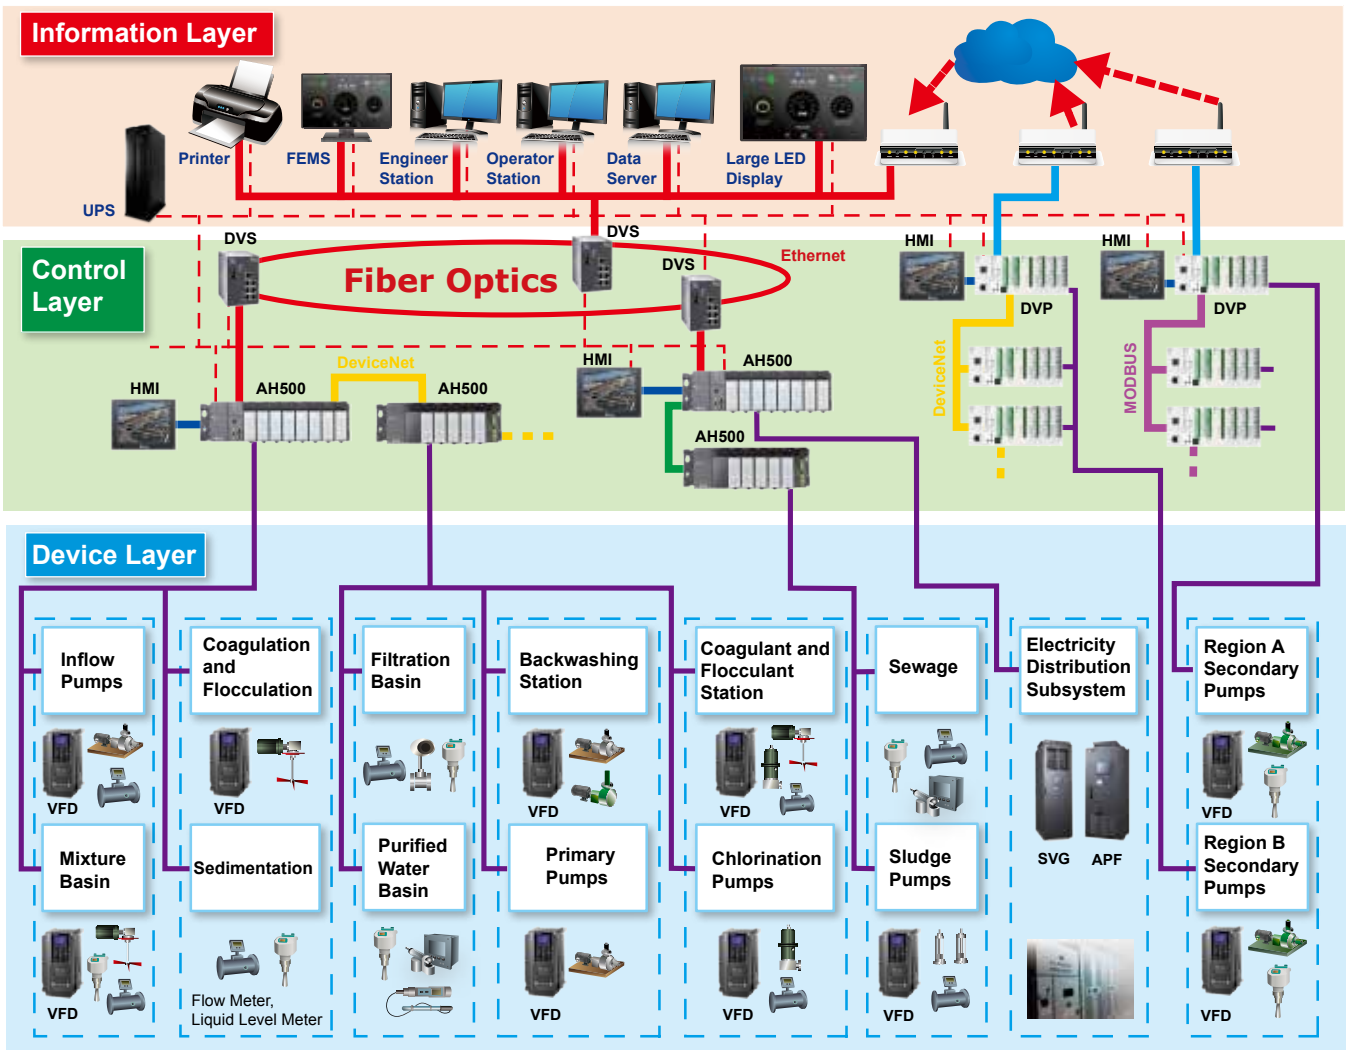 Information Layer
Printer
FEMS
Engineer
Station
Operator
Station
Data
Server
Large LED
Display
UPS
Control
Layer
DVS
DVS
DVS
Fiber Optics
Ethernet
HMI
HMI
DVP
DVP
DeviceNet
MODBUS
DeviceNet
HMI
AH500
AH500
HMI
AH500
AH500
Device Layer
Inflow
Pumps
Coagulation
and
Flocculation
Filtration
Basin
Backwashing
Station
Coagulant and
Flocculant
Station
Sewage
Electricity
Distribution
Subsystem
Region A
Secondary
Pumps
VFD
VFD
VFD
VFD
VFD
SVG
APF
Mixture
Basin
Sedimentation
Purified
Water
Basin
Primary
Pumps
Chlorination
Pumps
Sludge
Pumps
Region B
Secondary
Pumps
VFD
Flow Meter,
Liquid Level Meter
VFD
VFD
VFD
VFD